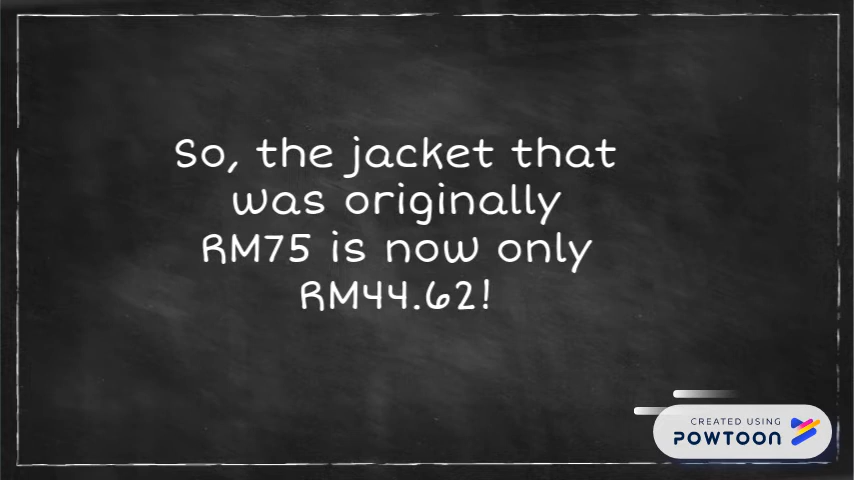 So, the jacket that
was originally
RM75 is now only
RM44.62!
CREATED USING
POWTOON